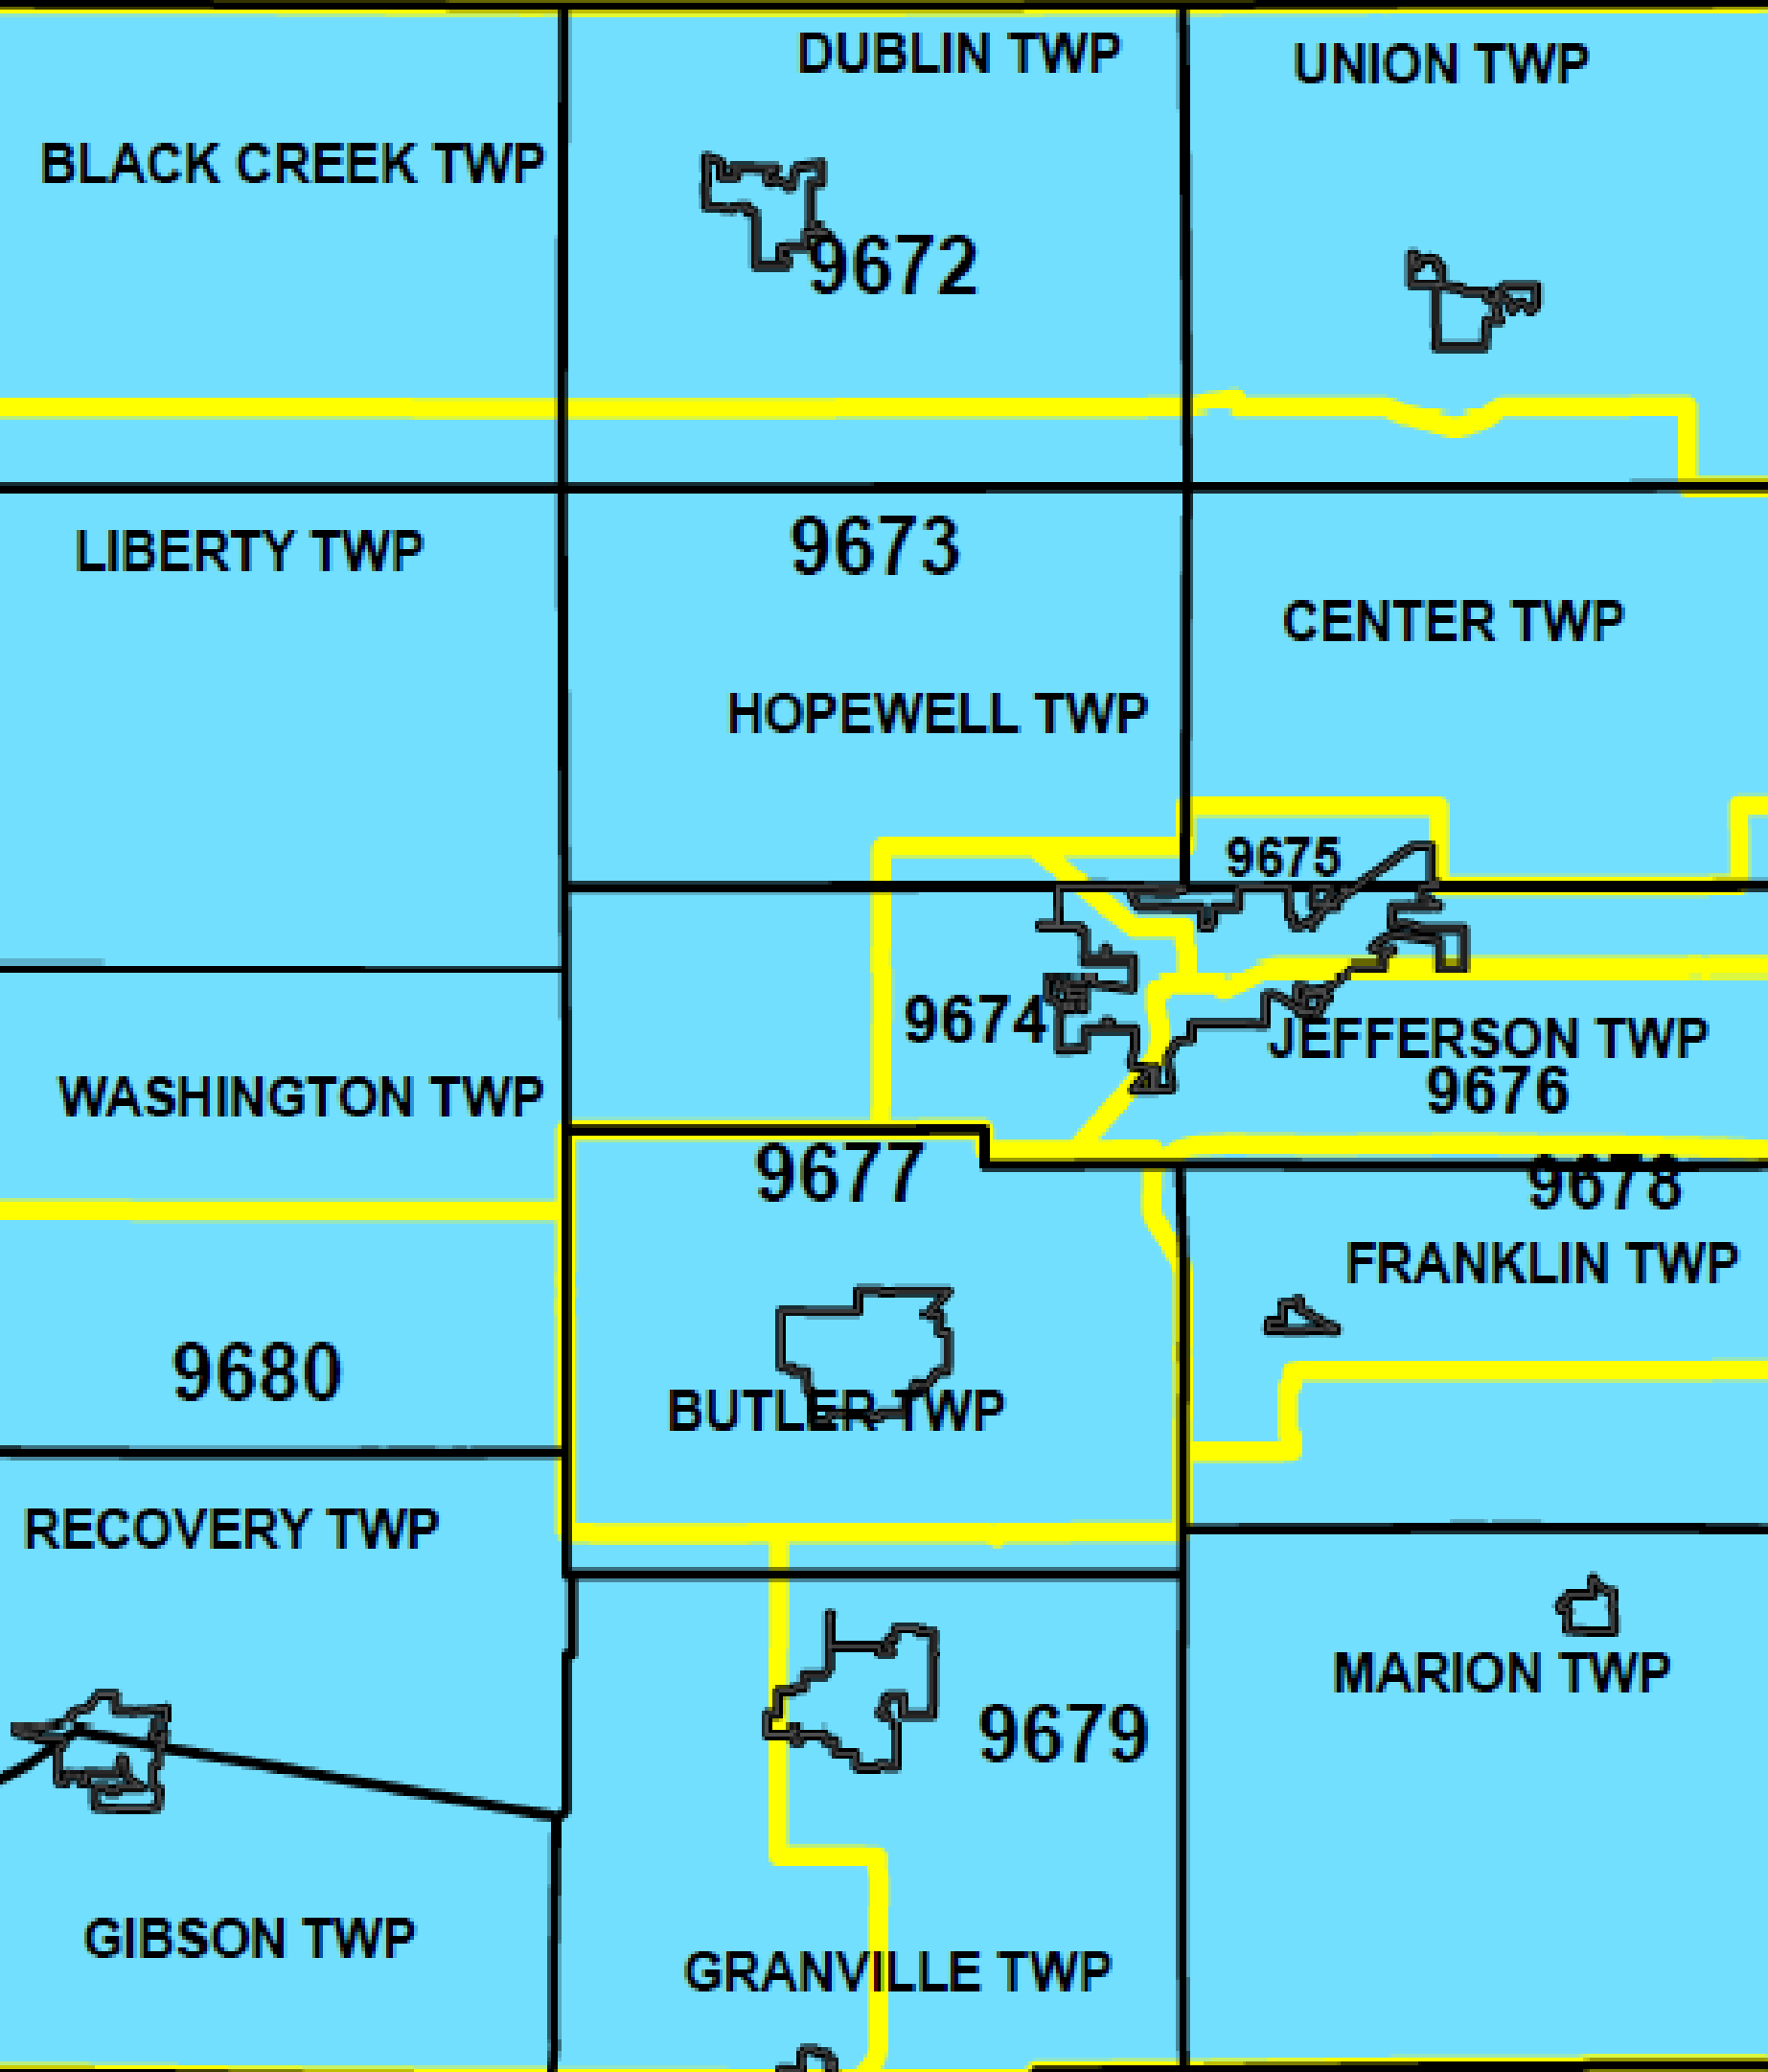 DUBLIN TWP
UNION TWP
BLACK CREEK TWP
9672
LIBERTY TWP
9673
CENTER TWP
HOPEWELL TWP
9675
9674
JEFFERSON TWP
9676
WASHINGTON TWP
9677
9678
FRANKLIN TWP
9680
BUTLER TWP
RECOVERY TWP
MARION TWP
9679
GIBSON TWP
GRANVILLE TWP